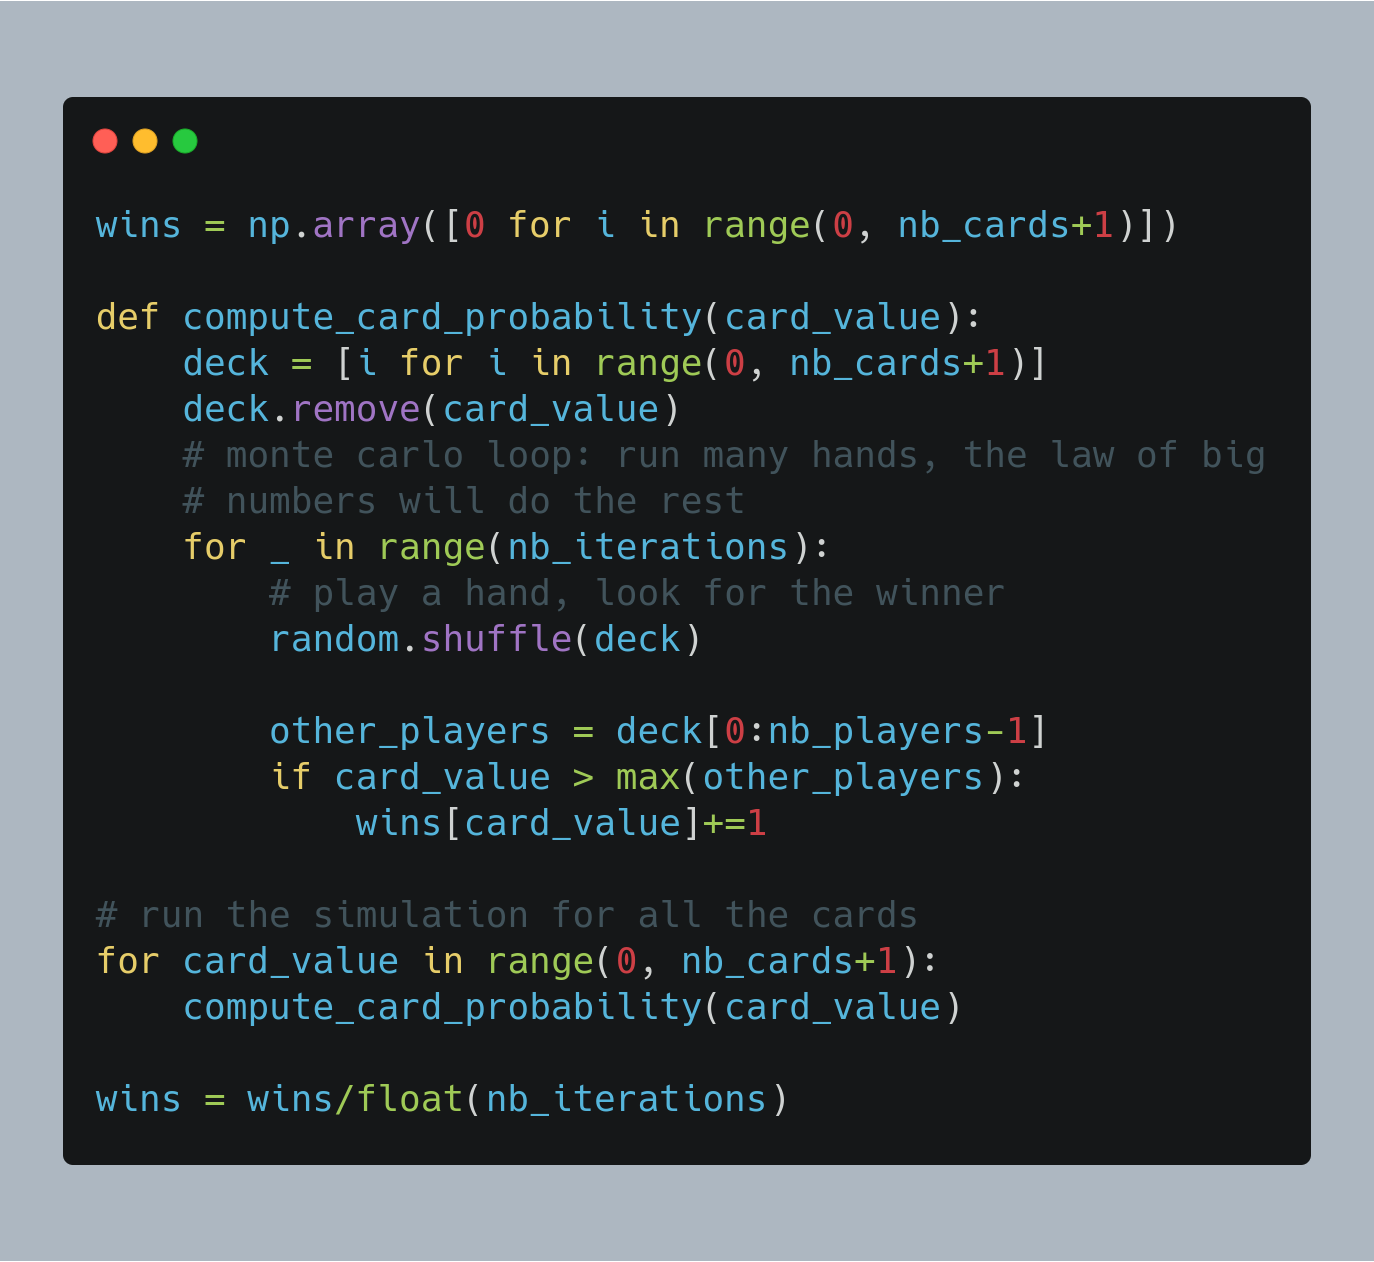 wins = np.array([0 for i in range(0, nb_cards+1)])

def compute_card_probability(card_value):
    deck = [i for i in range(0, nb_cards+1)]
    deck.remove(card_value)
    # monte carlo loop: run many hands, the law of big
    # numbers will do the rest
    for _ in range(nb_iterations):
        # play a hand, look for the winner
        random.shuffle(deck)

        other_players = deck[0:nb_players-1]
        if card_value > max(other_players):
            wins[card_value]+=1

# run the simulation for all the cards
for card_value in range(0, nb_cards+1):
    compute_card_probability(card_value)

wins = wins/float(nb_iterations)